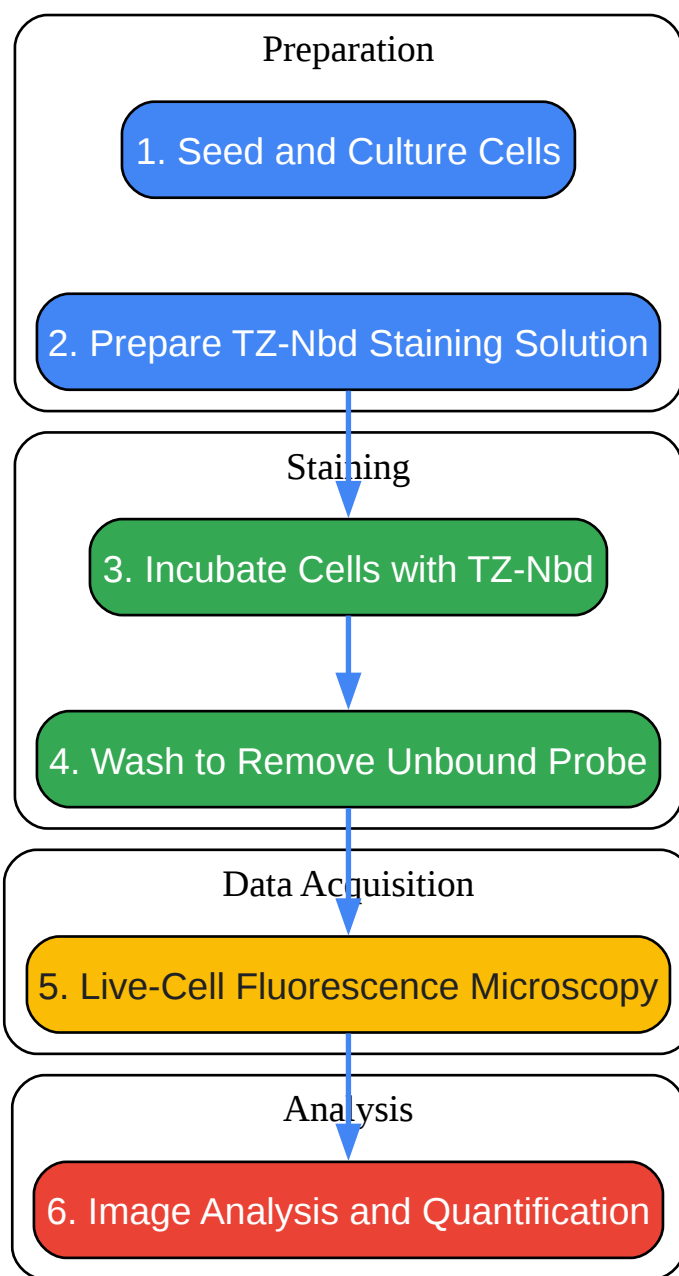 Preparation
1. Seed and Culture Cells
2. Prepare TZ-Nbd Staining Solution
Staining
3. Incubate Cells with TZ-Nbd
4. Wash to Remove Unbound Probe
Data Acquisition
5. Live-Cell Fluorescence Microscopy
Analysis
6. Image Analysis and Quantification